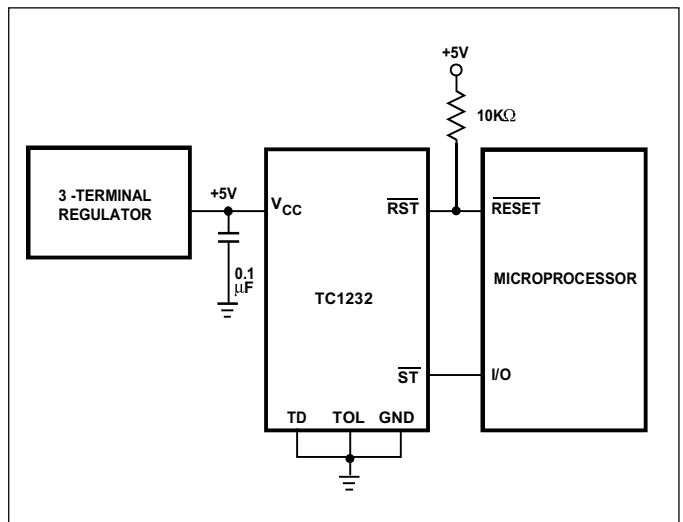 +5V
10KΩ
3 -TERMINAL
REGULATOR
+5V
VCC
0.1
μF
TC1232
RST
RESET
MICROPROCESSOR
ST
I/O
TD TOL GND